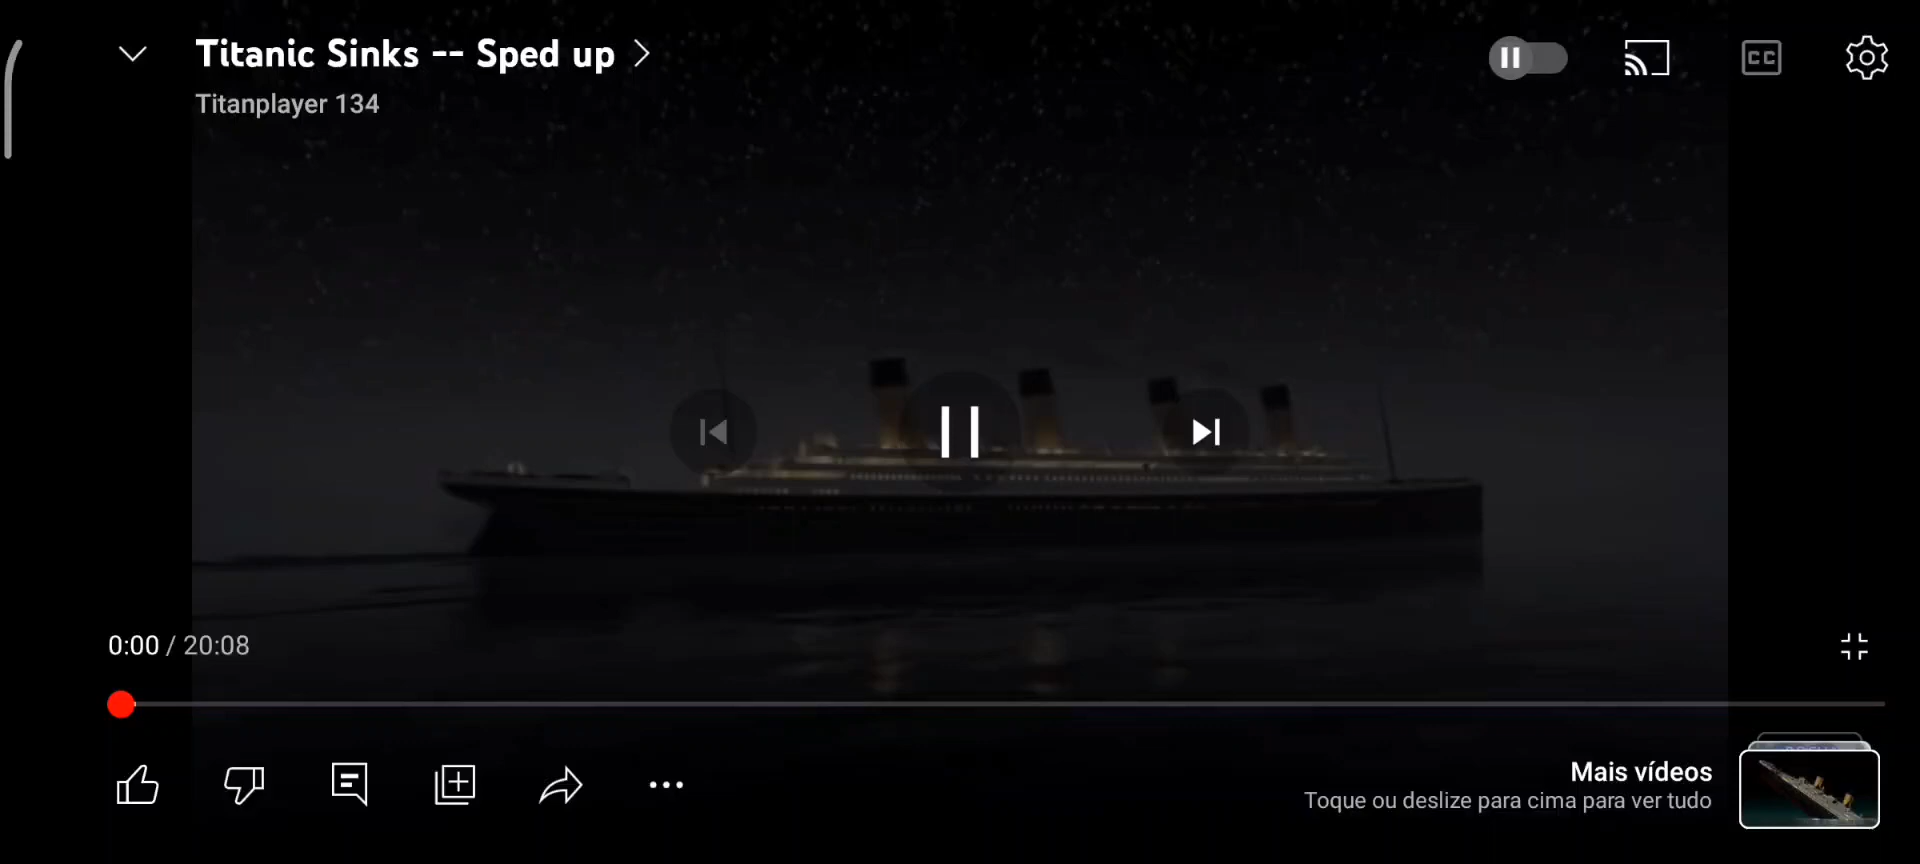 Titanic Sinks -- Sped up
Titanplayer 134
CC
0:00 / 20:08
Mais vídeos
Toque ou deslize para cima para ver tudo